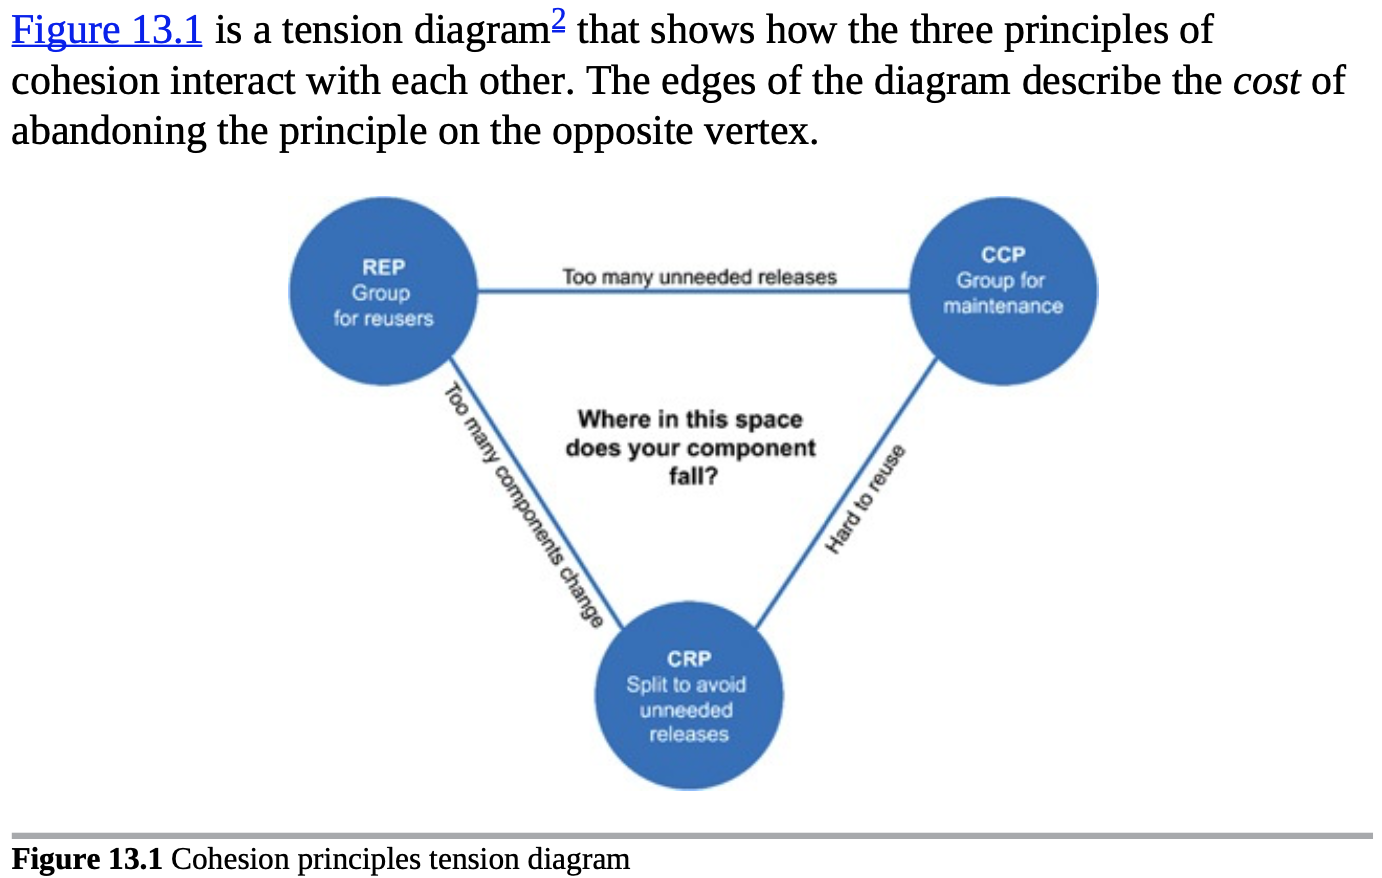 Figure 13.1 is a tension diagram2 that shows how the three principles of
cohesion interact with each other. The edges of the diagram describe the cost of
abandoning the principle on the opposite vertex.
REP
Group
for reusers
Too many unneeded releases
CCP
Group for
maintenance
Too many components change
Where in this space
does your component
fall?
Hard to reuse
CRP
Split to avoid
unneeded
releases
Figure 13.1 Cohesion principles tension diagram